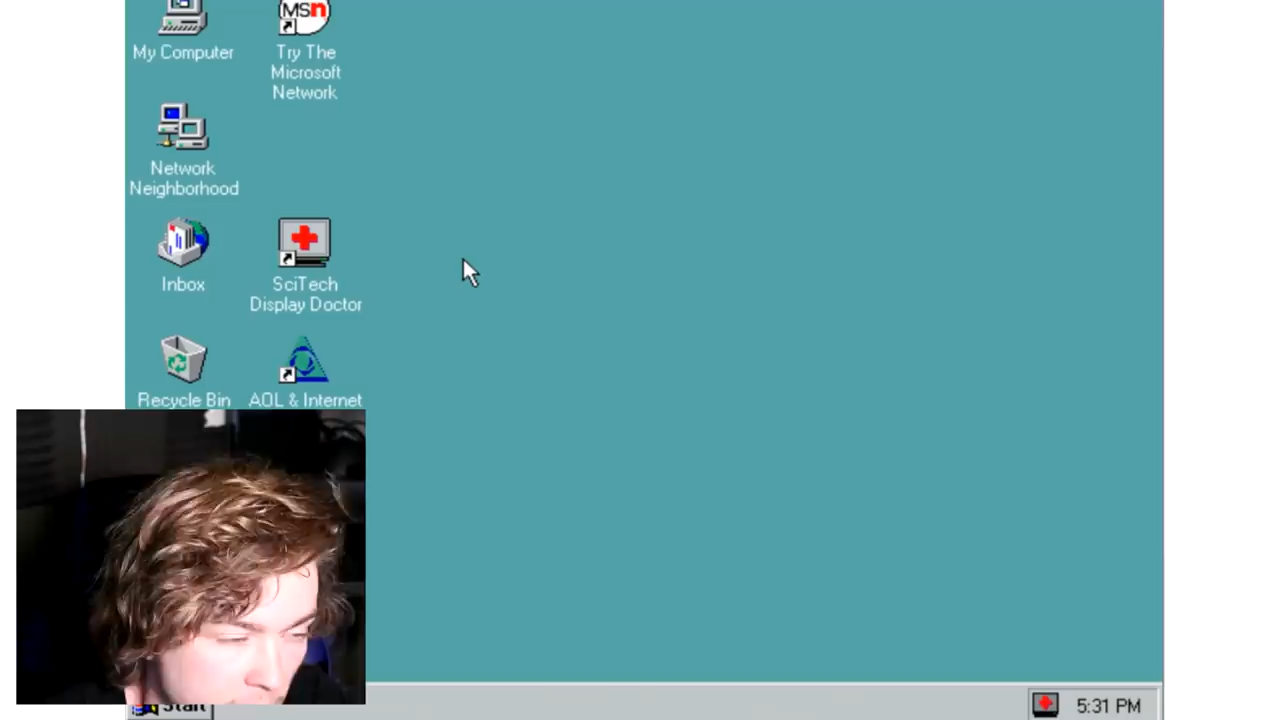 My Computer
MSn
Try The
Microsoft
Network
Network
Neighborhood
Inbox
SciTech
Display Doctor
Recycle Bin
AOL & Internet
Start
5:31 PM